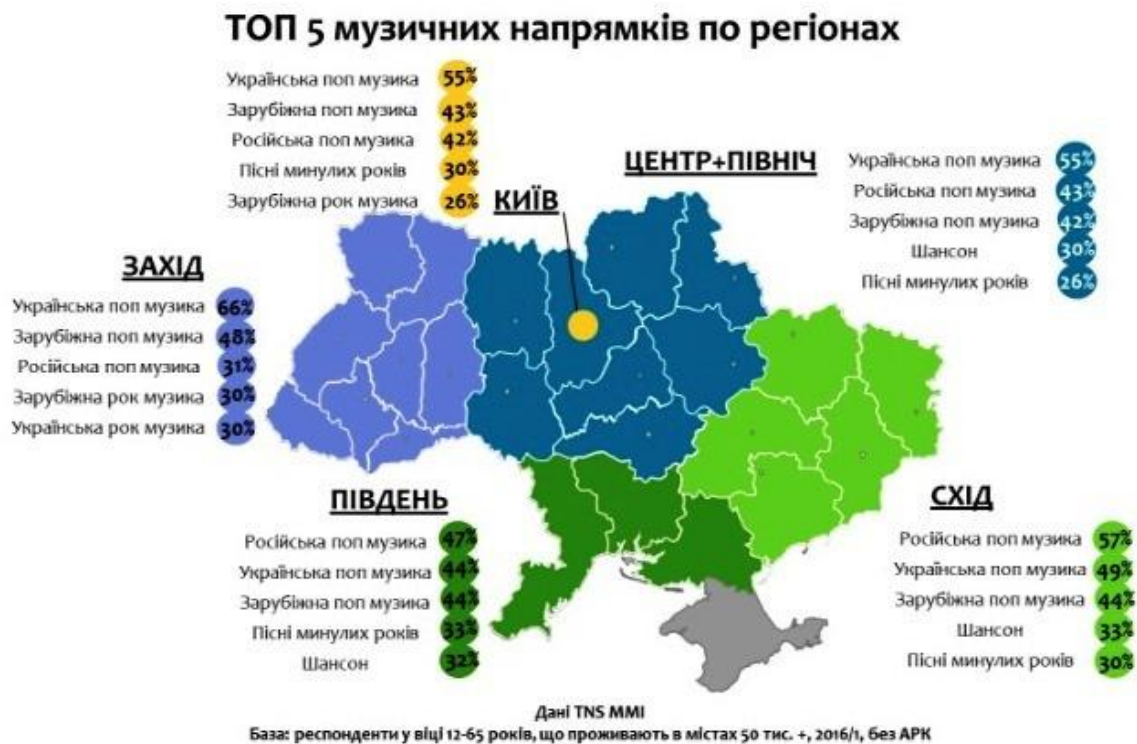 ТОП 5 музичних напрямків по регіонах
Українська поп музика 55%
Зарубіжна поп музика 43%
Російська поп музика 42%
Пісні минулих років 30%
Зарубіжна рок музика 26%
КИЇВ
ЦЕНТР+ПІВНІЧ
Українська поп музика 55%
Російська поп музика 43%
Зарубіжна поп музика 42%
Шансон 30%
Пісні минулих років 26%
ЗАХІД
Українська поп музика 66%
Зарубіжна поп музика 48%
Російська поп музика 31%
Зарубіжна рок музика 30%
Українська рок музика 30%
ПІВДЕНЬ
Російська поп музика 47%
Українська поп музика 44%
Зарубіжна поп музика 44%
Пісні минулих років 33%
Шансон 32%
СХІД
Російська поп музика 57%
Українська поп музика 49%
Зарубіжна поп музика 44%
Шансон 33%
Пісні минулих років 30%
Дані TNS MMI
База: респонденти у віці 12-65 років, що проживають в містах 50 тис. +, 2016/1, без АРК